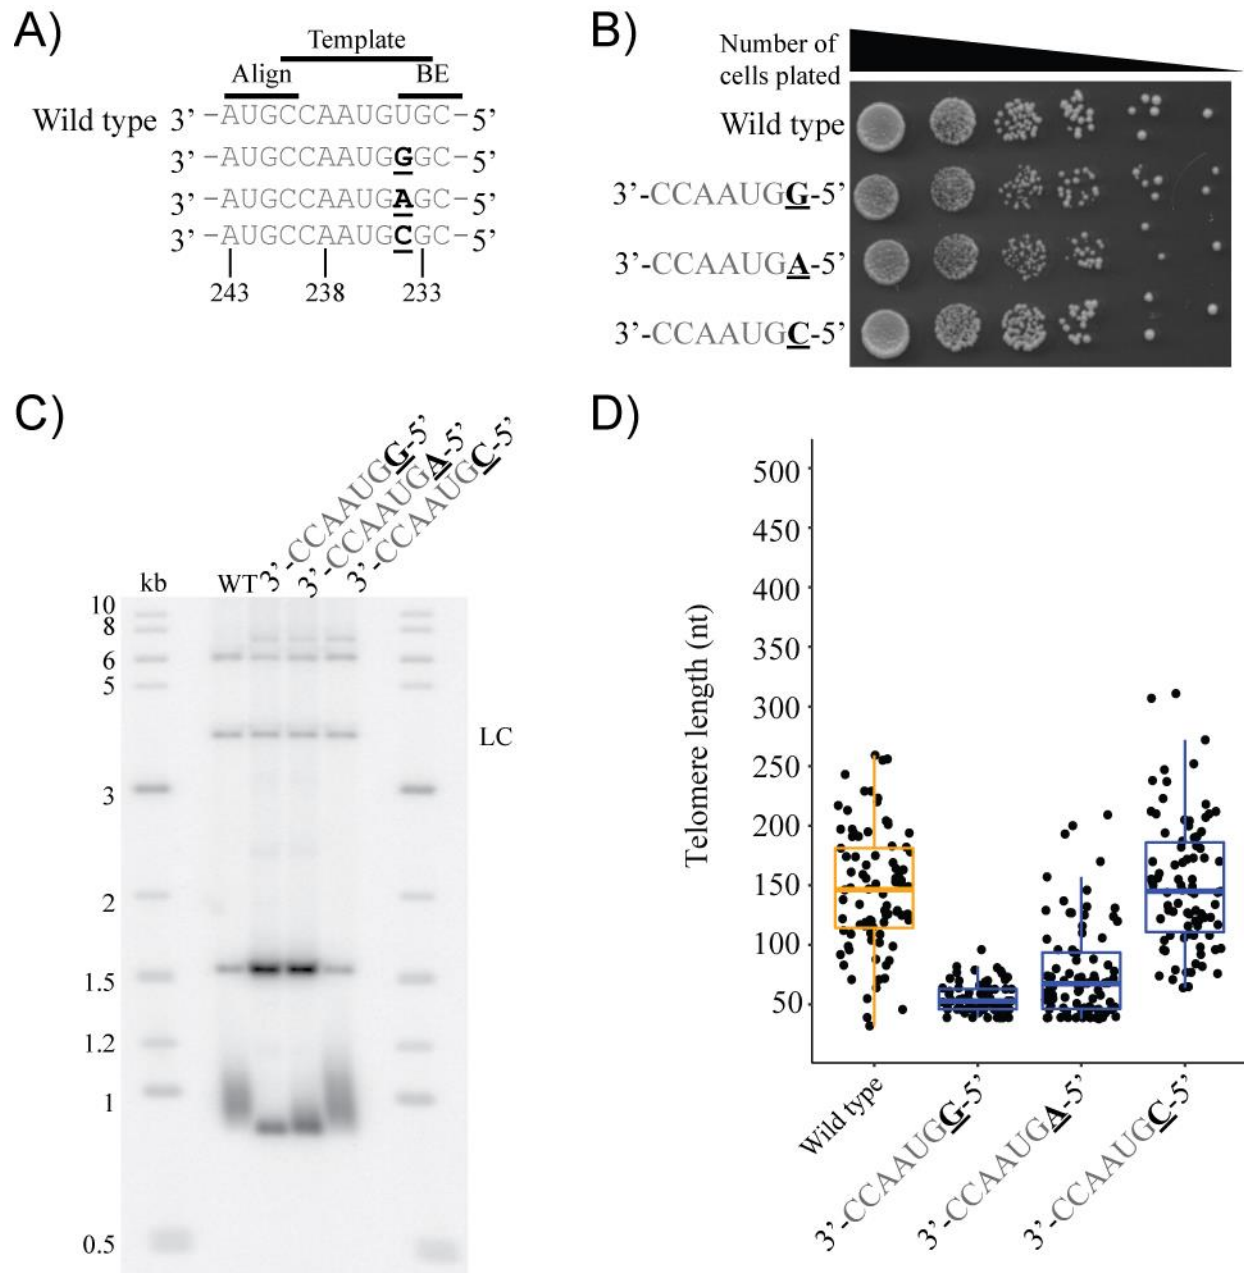 A)
Template
Align BE
Wild type 3’ -AUGCCAAUGUGC- 5’
3’ -AUGCCAAUGGGC- 5’
3’ -AUGCCAAUGAGC- 5’
3’ -AUGCCAAUGCGC- 5’
243 238 233
B)
Number of
cells plated
Wild type
3’-CCAAUGG-5’
3’-CCAAUGA-5’
3’-CCAAUGC-5’
C)
kb
WT
3’-CCAAUGG-5’
3’-CCAAUGA-5’
3’-CCAAUGC-5’
10
8
6
5
3
2
1.5
1.2
1
0.5
LC
D)
Telomere length (nt)
500
450
400
350
300
250
200
150
100
50
Wild type
3’-CCAAUGG-5’
3’-CCAAUGA-5’
3’-CCAAUGC-5’